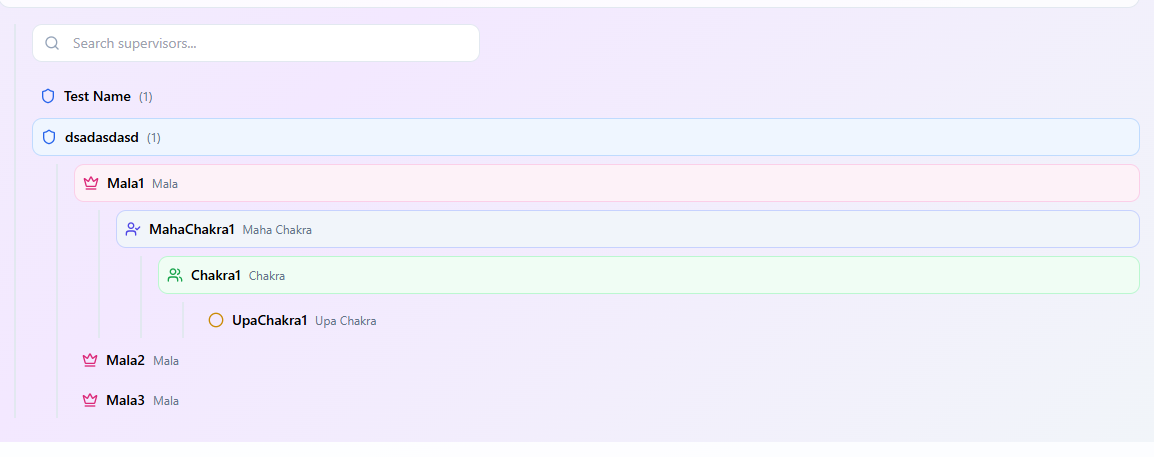 Search supervisors...
Test Name (1)
dsadasdasd (1)
Mala1 Mala
MahaChakra1 Maha Chakra
Chakra1 Chakra
UpaChakra1 Upa Chakra
Mala2 Mala
Mala3 Mala